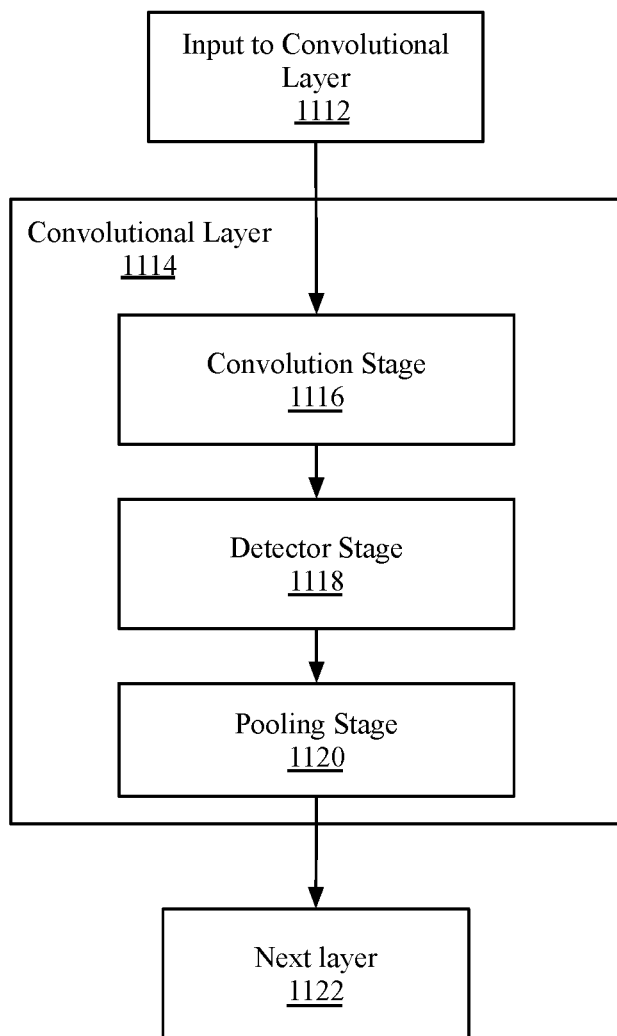 Input to Convolutional
Layer
1112
Convolutional Layer
1114
Convolution Stage
1116
Detector Stage
1118
Pooling Stage
1120
Next layer
1122